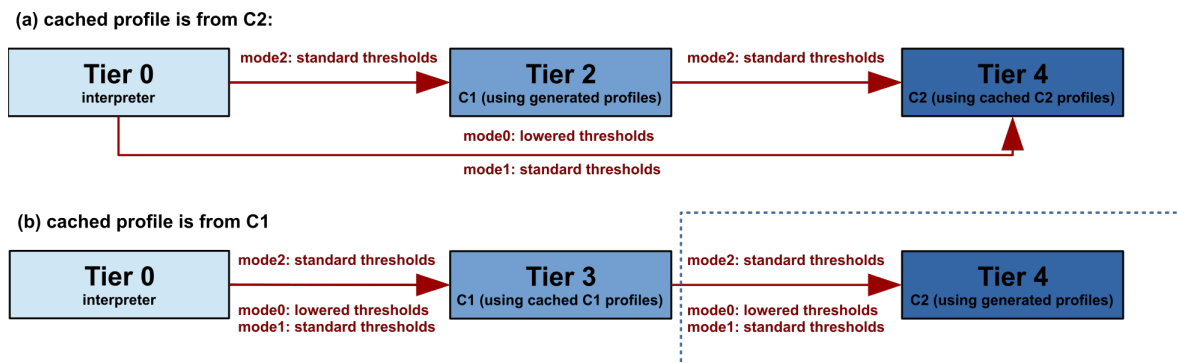 (a) cached profile is from C2:
Tier 0
interpreter
mode2: standard thresholds
Tier 2
C1 (using generated profiles)
mode2: standard thresholds
Tier 4
C2 (using cached C2 profiles)
mode0: lowered thresholds
mode1: standard thresholds
(b) cached profile is from C1
Tier 0
interpreter
mode2: standard thresholds
mode0: lowered thresholds
mode1: standard thresholds
Tier 3
C1 (using cached C1 profiles)
mode2: standard thresholds
mode0: lowered thresholds
mode1: standard thresholds
Tier 4
C2 (using generated profiles)